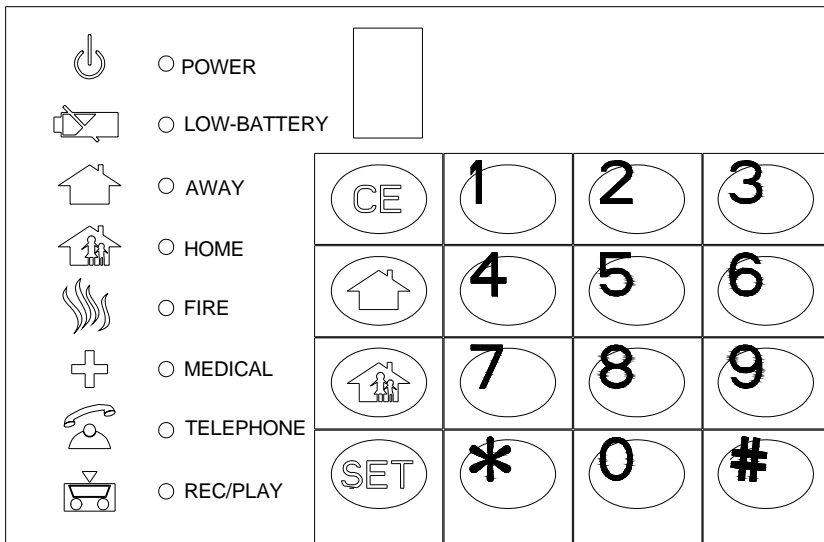 POWER
LOW-BATTERY
AWAY
HOME
FIRE
MEDICAL
TELEPHONE
REC/PLAY
CE 1 2 3
4 5 6
7 8 9
SET * 0 #